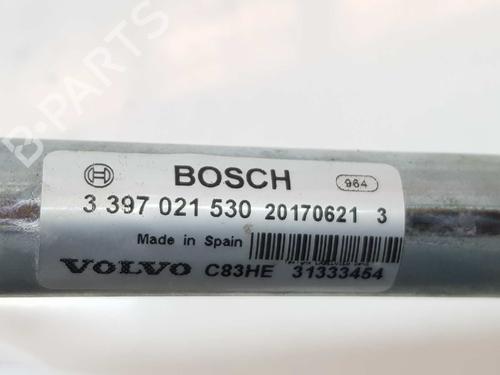 B-PARTS
BOSCH 964
3 397 021 530 20170621 3
Made in Spain
VOLVO C83HE 31333454